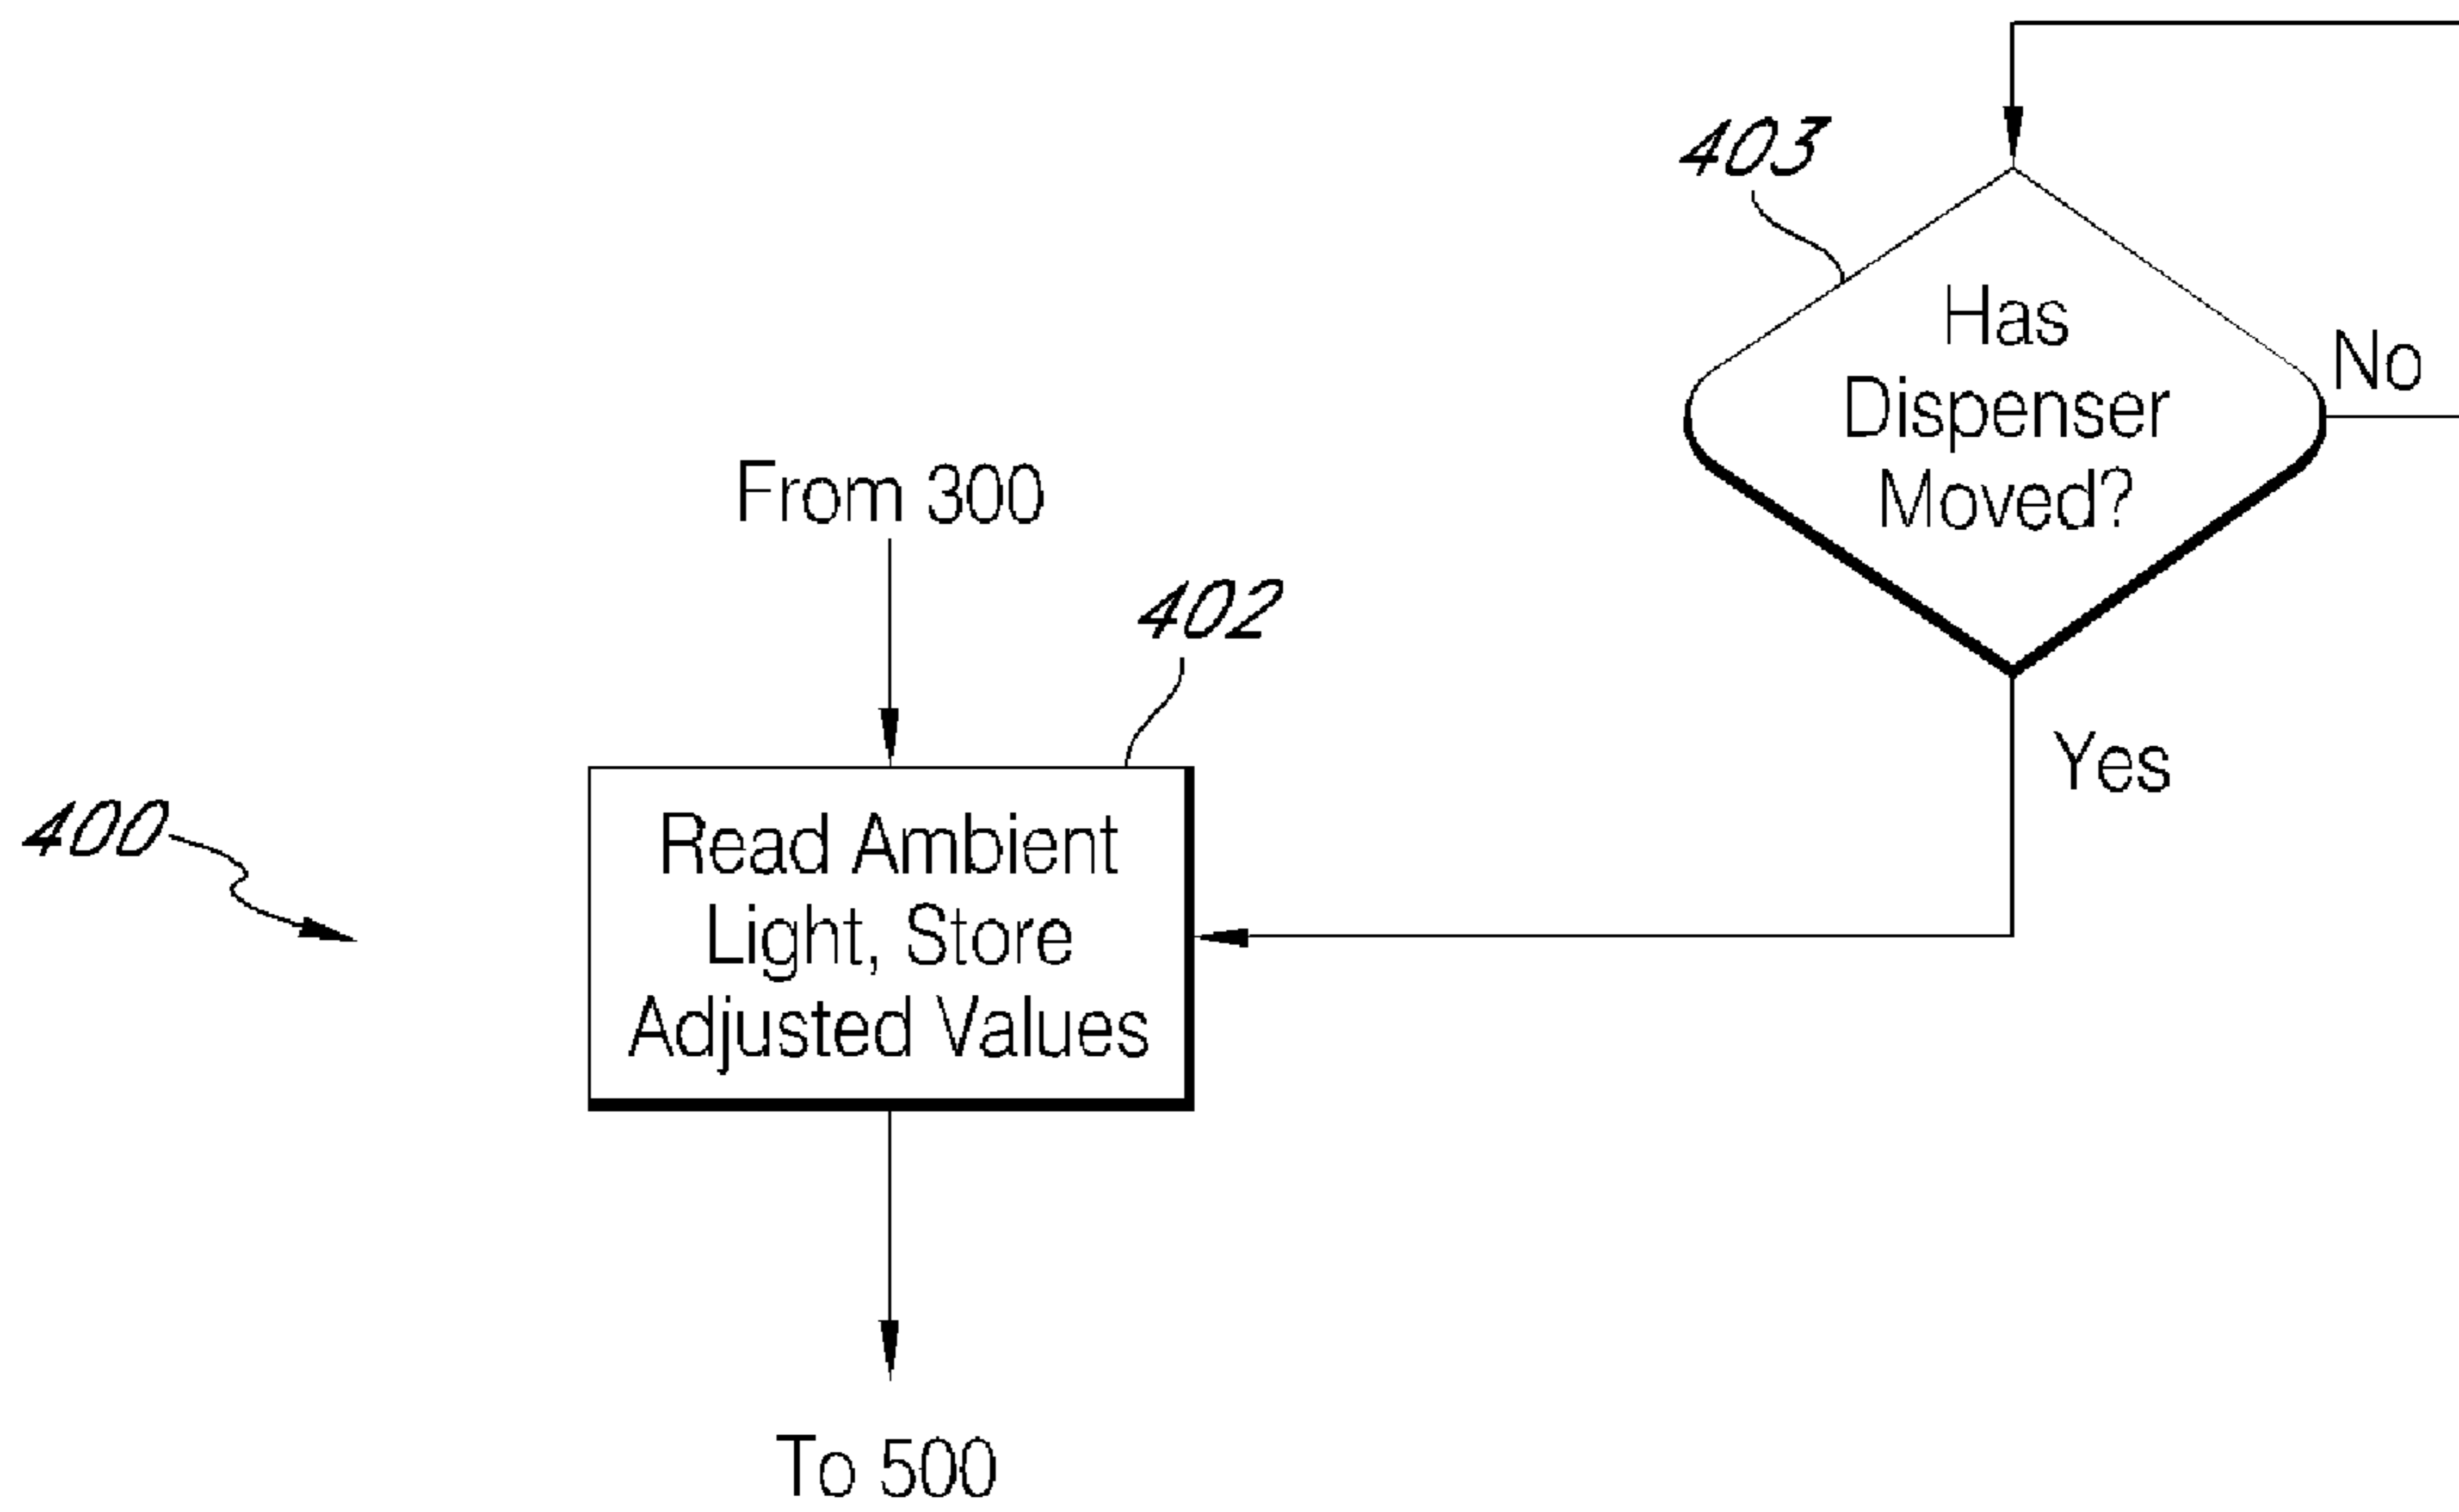 403
Has
Dispenser
Moved?
No
From 300
402
Yes
400
Read Ambient
Light, Store
Adjusted Values
To 500